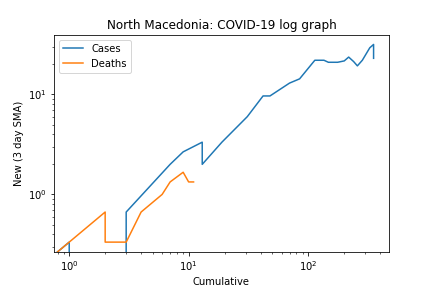 North Macedonia: COVID-19 log graph
Cases
Deaths
New (3 day SMA)
10¹
10⁰
10⁰ 10¹ 10²
Cumulative